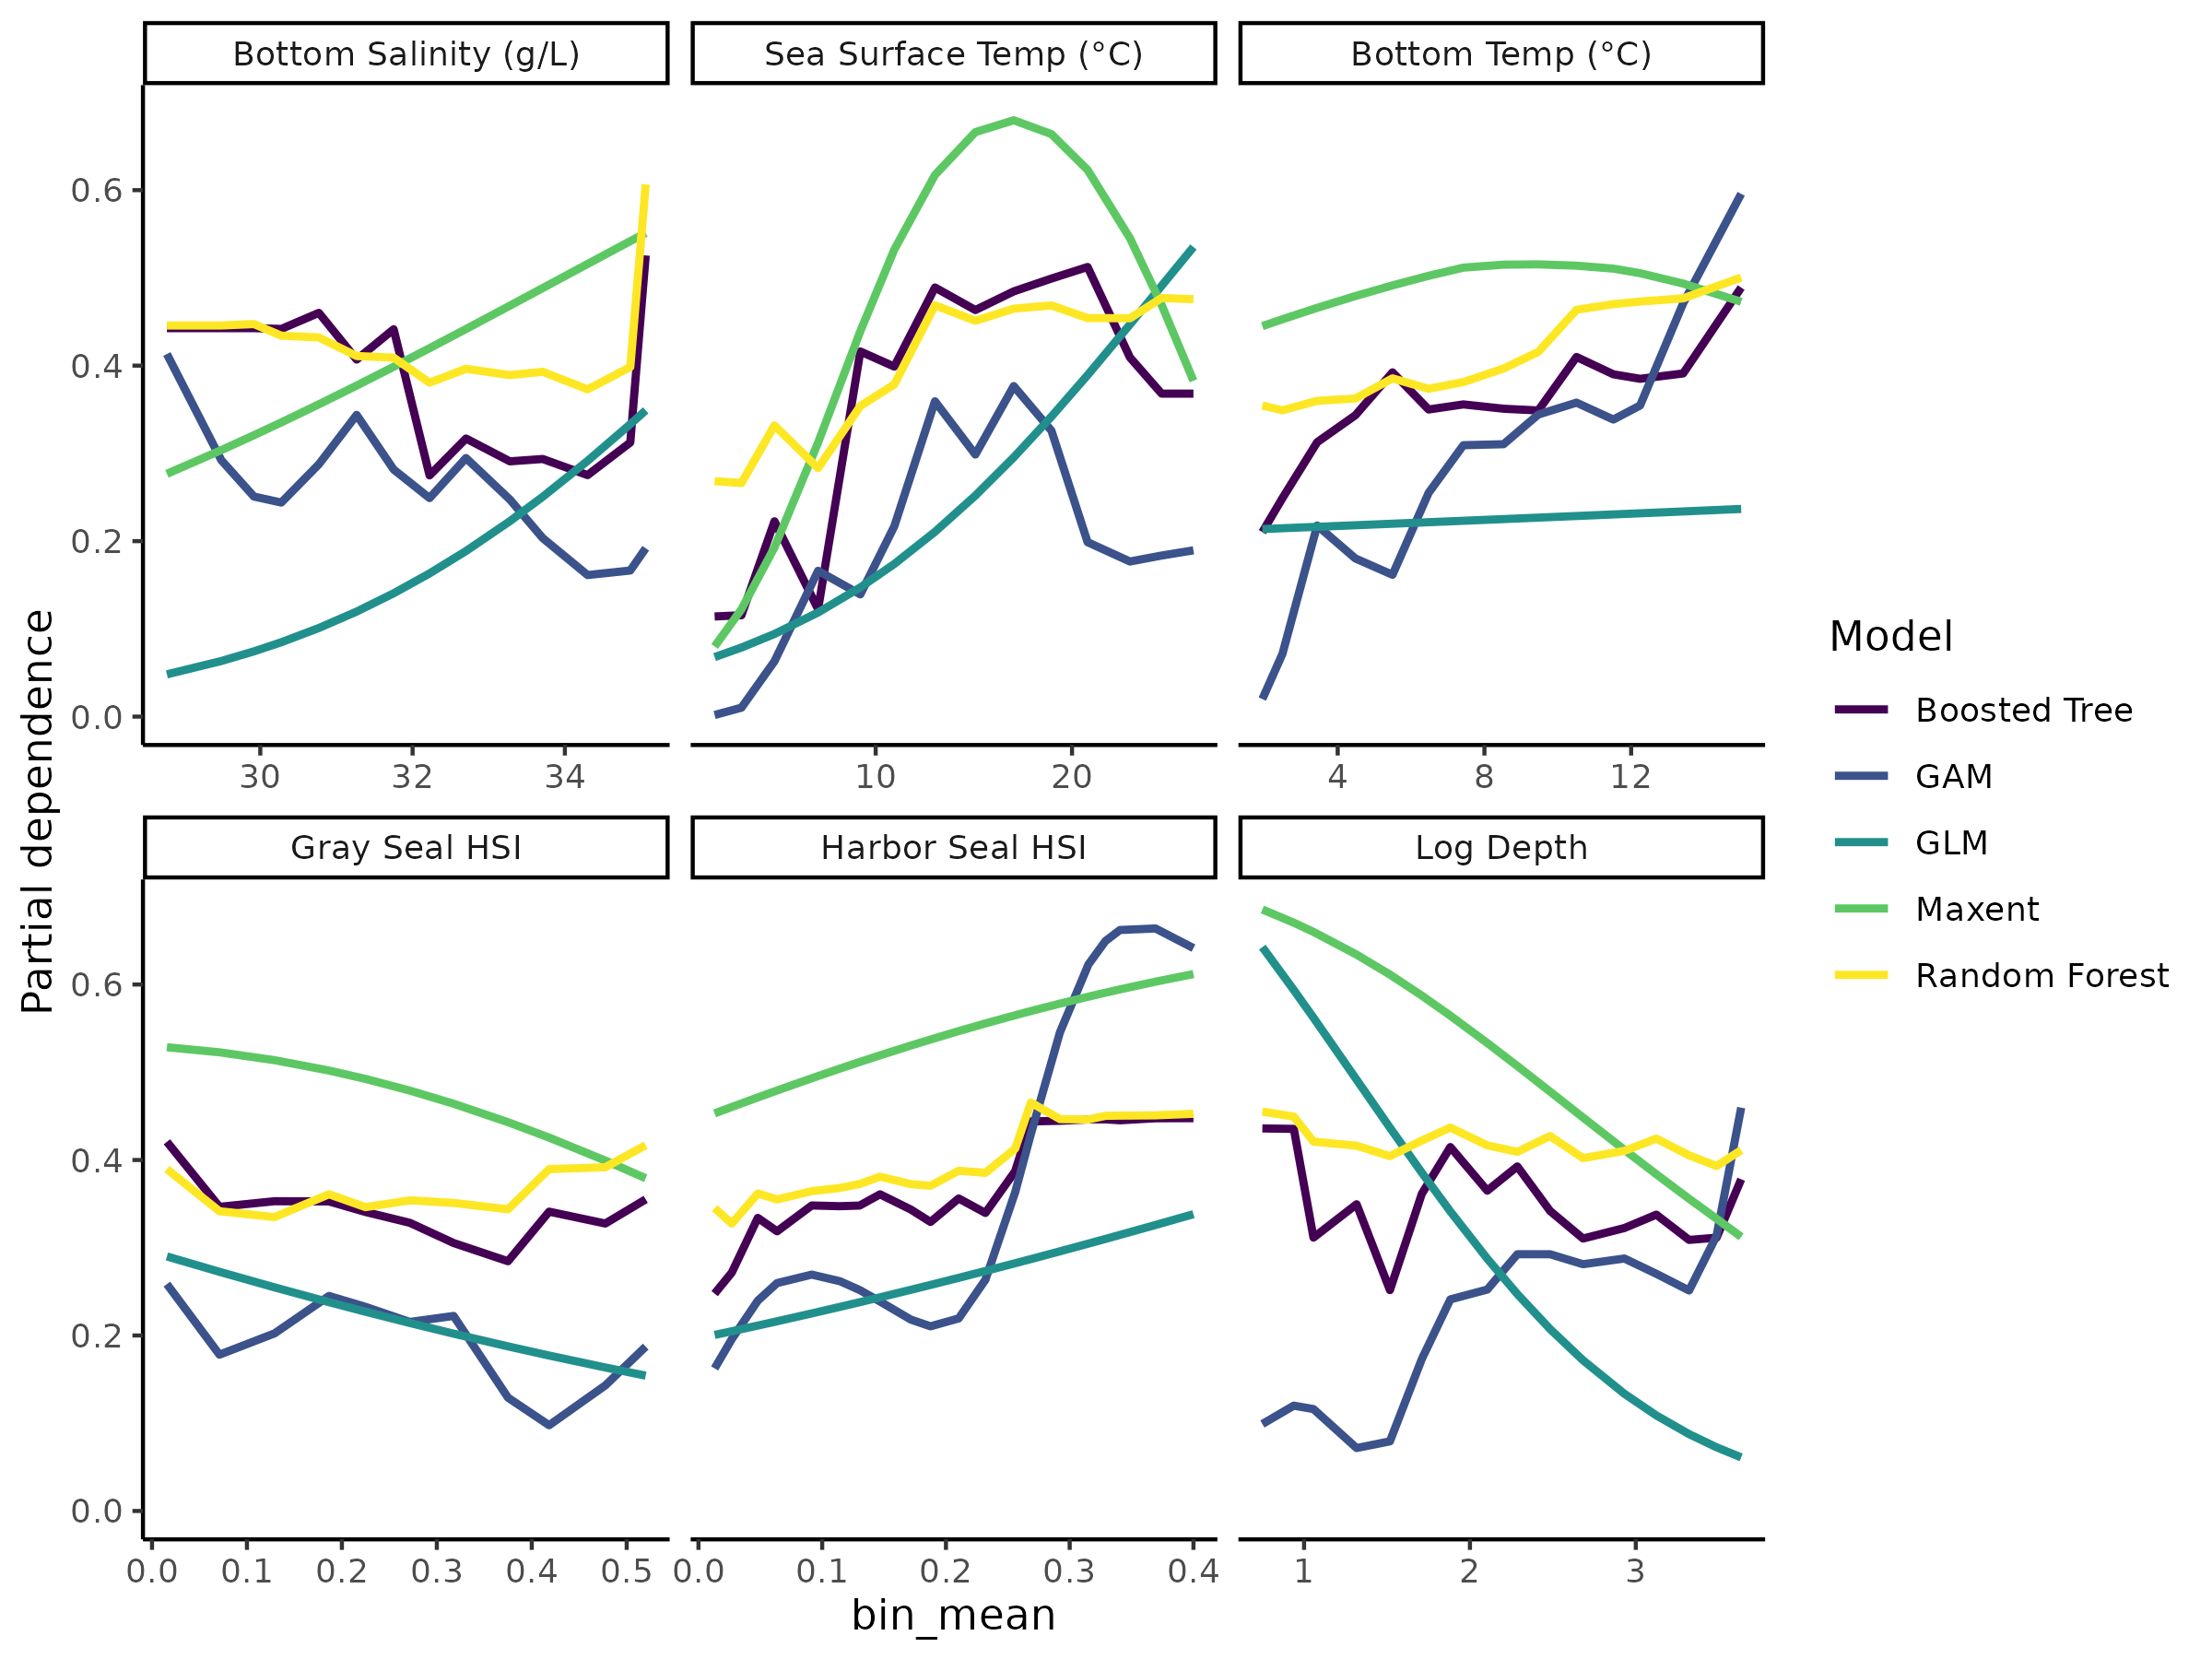 Bottom Salinity (g/L)
Sea Surface Temp (°C)
Bottom Temp (°C)
0.6
0.4
0.2
0.0
30 32 34
10 20
4 8 12
Gray Seal HSI
Harbor Seal HSI
Log Depth
0.6
0.4
0.2
0.0
0.0 0.1 0.2 0.3 0.4 0.5
0.0 0.1 0.2 0.3 0.4
1 2 3
Partial dependence
bin_mean
Model
Boosted Tree
GAM
GLM
Maxent
Random Forest